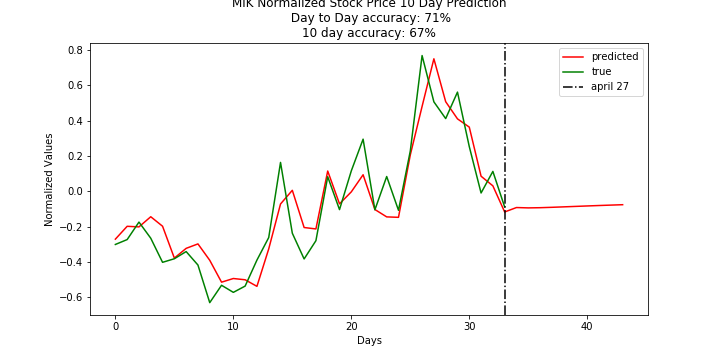 MIK Normalized Stock Price 10 Day Prediction
Day to Day accuracy: 71%
10 day accuracy: 67%
0.8
0.6
0.4
0.2
0.0
−0.2
−0.4
−0.6
Normalized Values
0
10
20
30
40
Days
predicted
true
april 27